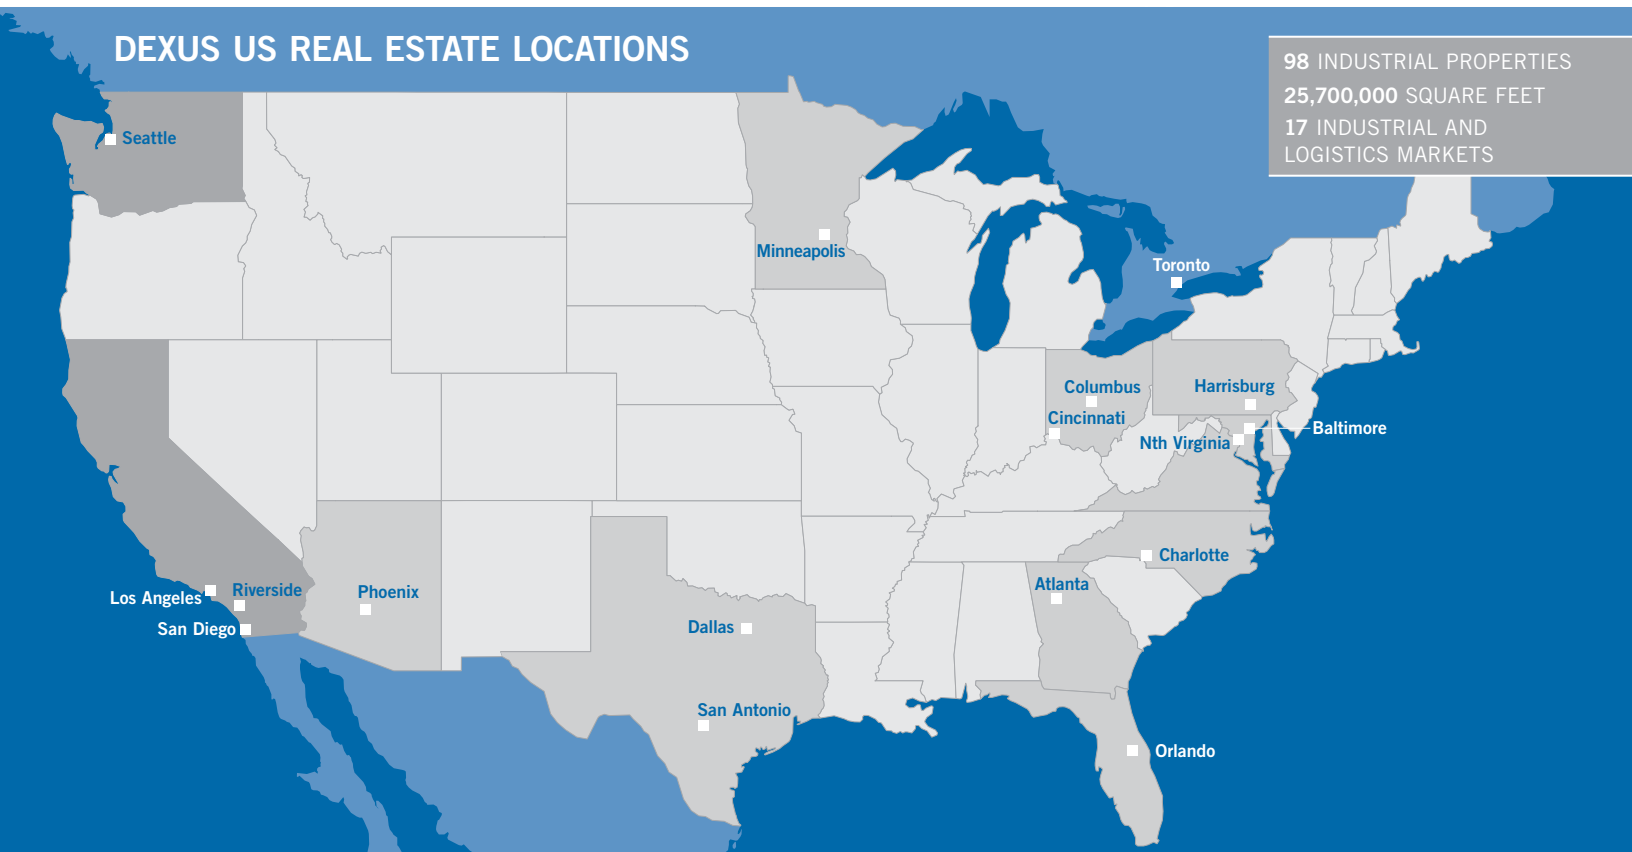 DEXUS US REAL ESTATE LOCATIONS
98 INDUSTRIAL PROPERTIES
25,700,000 SQUARE FEET
17 INDUSTRIAL AND
LOGISTICS MARKETS
Seattle
Minneapolis
Toronto
Columbus
Harrisburg
Cincinnati
Baltimore
Nth Virginia
Charlotte
Atlanta
Los Angeles
Riverside
Phoenix
San Diego
Dallas
San Antonio
Orlando